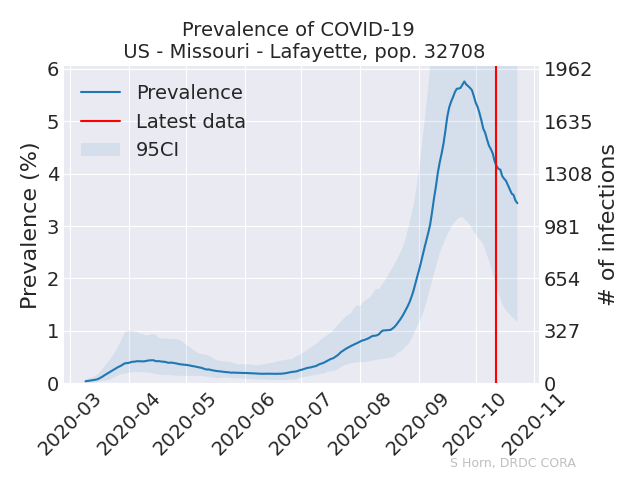 Prevalence of COVID-19
US - Missouri - Lafayette, pop. 32708
Prevalence (%)
6
5
4
3
2
1
0
Prevalence
Latest data
95CI
1962
1635
1308
981
654
327
0
# of infections
2020-03
2020-04
2020-05
2020-06
2020-07
2020-08
2020-09
2020-10
2020-11
S Horn, DRDC CORA